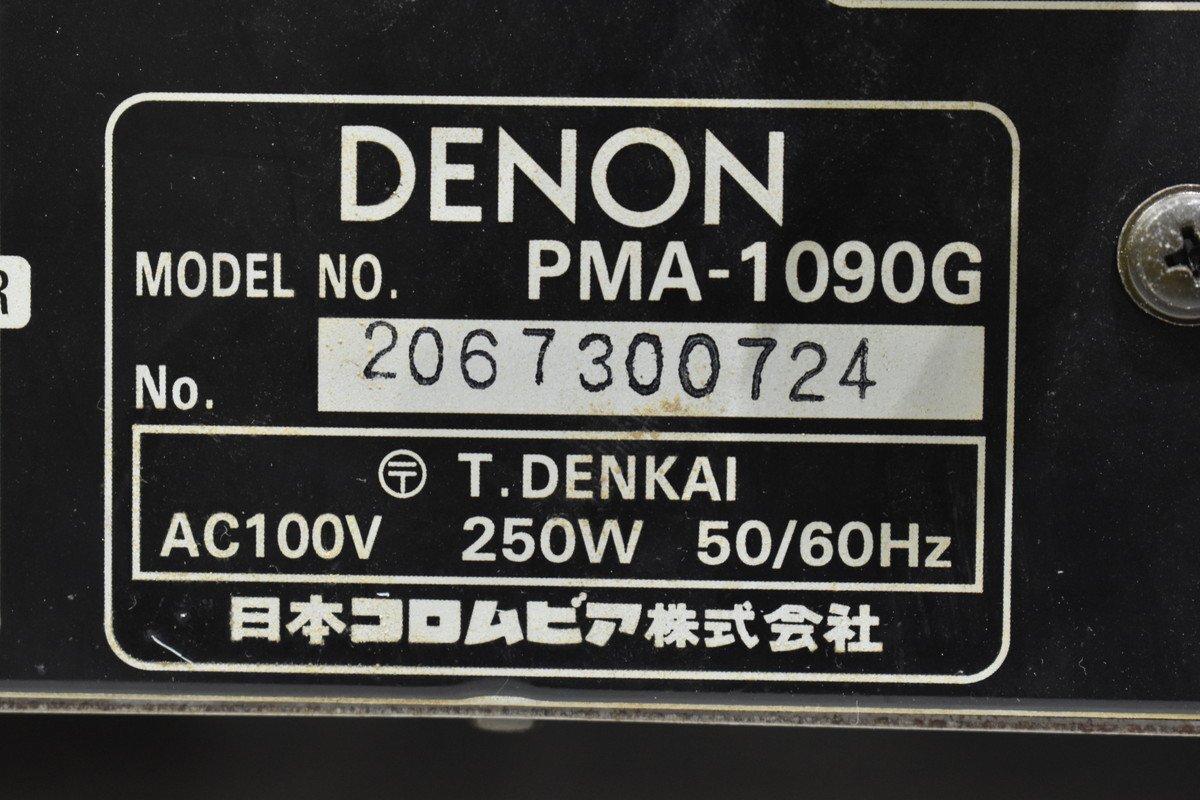 DENON
MODEL NO. PMA-1090G
No. 2067300724
〶 T.DENKAI
AC100V 250W 50/60Hz
日本コロムビア株式会社
R